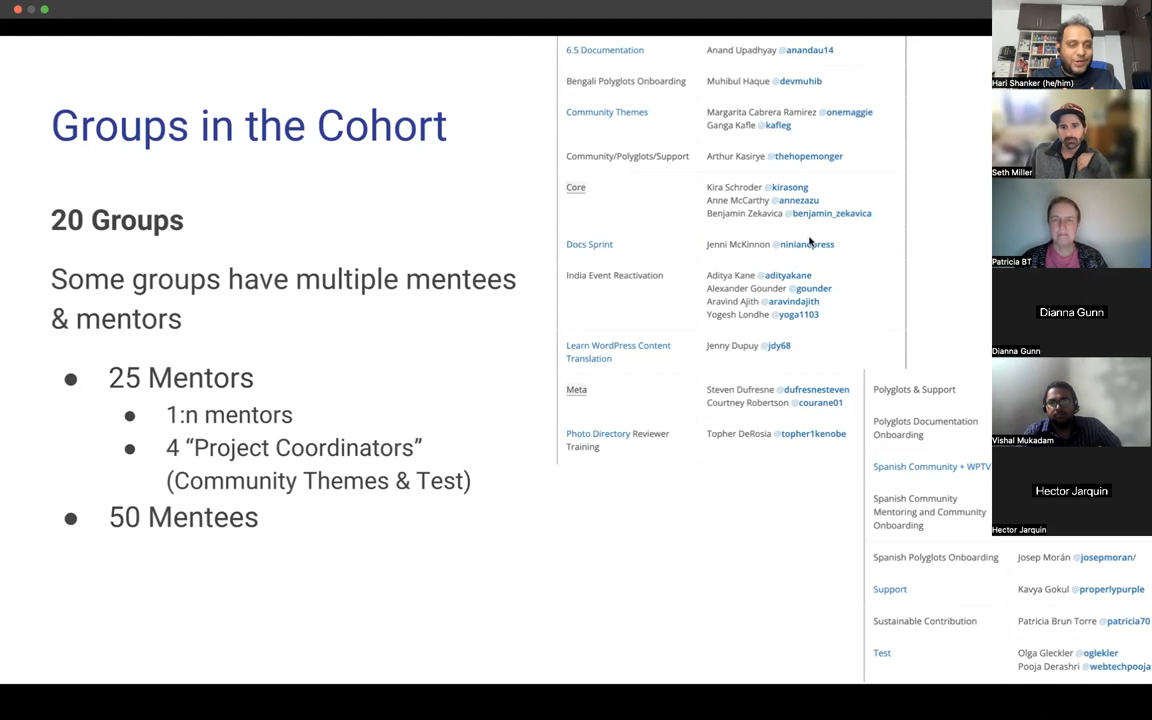 Groups in the Cohort
20 Groups
Some groups have multiple mentees
& mentors
● 25 Mentors
● 1:n mentors
● 4 “Project Coordinators”
(Community Themes & Test)
● 50 Mentees
6.5 Documentation Anand Upadhyay @anandau14
Bengali Polyglots Onboarding Muhibul Haque @devmuhib
Community Themes Margarita Cabrera Ramirez @onemaggie
Ganga Kafle @kafleg
Community/Polyglots/Support Arthur Kasirye @thehopemonger
Core Kira Schroder @kirasong
Anne McCarthy @annezazu
Benjamin Zekavica @benjamin_zekavica
Docs Sprint Jenni McKinnon
India Event Reactivation Aditya Kane @adityakane
Alexander Gounder @gounder
Aravind Ajith @aravindajith
Yogesh Londhe @yoga1103
Learn WordPress Content Jenny Dupuy @jdy68
Translation
Meta Steven Dufresne @dufresnesteven
Courtney Robertson @courane01
Photo Directory Reviewer Topher DeRosia @topher1kenobe
Training
Polyglots & Support
Polyglots Documentation
Onboarding
Spanish Community + WPTV
Spanish Community
Mentoring and Community
Onboarding
Spanish Polyglots Onboarding Josep Morán @josepmoran/
Support Kavya Gokul @properlypurple
Sustainable Contribution Patricia Brun Torre @patricia70
Test Olga Gleckler @oglekler
Pooja Derashri @webtechpooja
Hari Shanker (he/him)
Seth Miller
Patricia BT
Dianna Gunn
Dianna Gunn
Vishal Mukadam
Hector Jarquin
Hector Jarquin